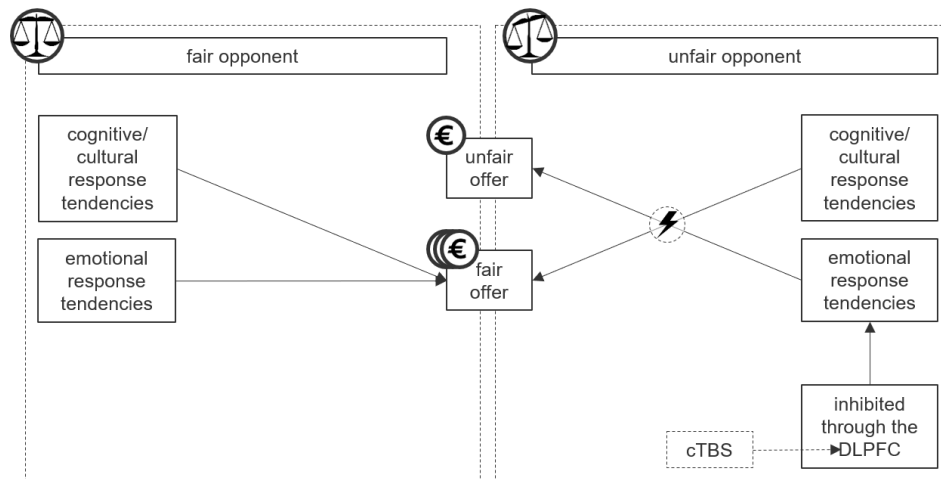 fair opponent
unfair opponent
cognitive/
cultural
response
tendencies
emotional
response
tendencies
€
unfair
offer
€
fair
offer
cognitive/
cultural
response
tendencies
emotional
response
tendencies
inhibited
through the
DLPFC
cTBS